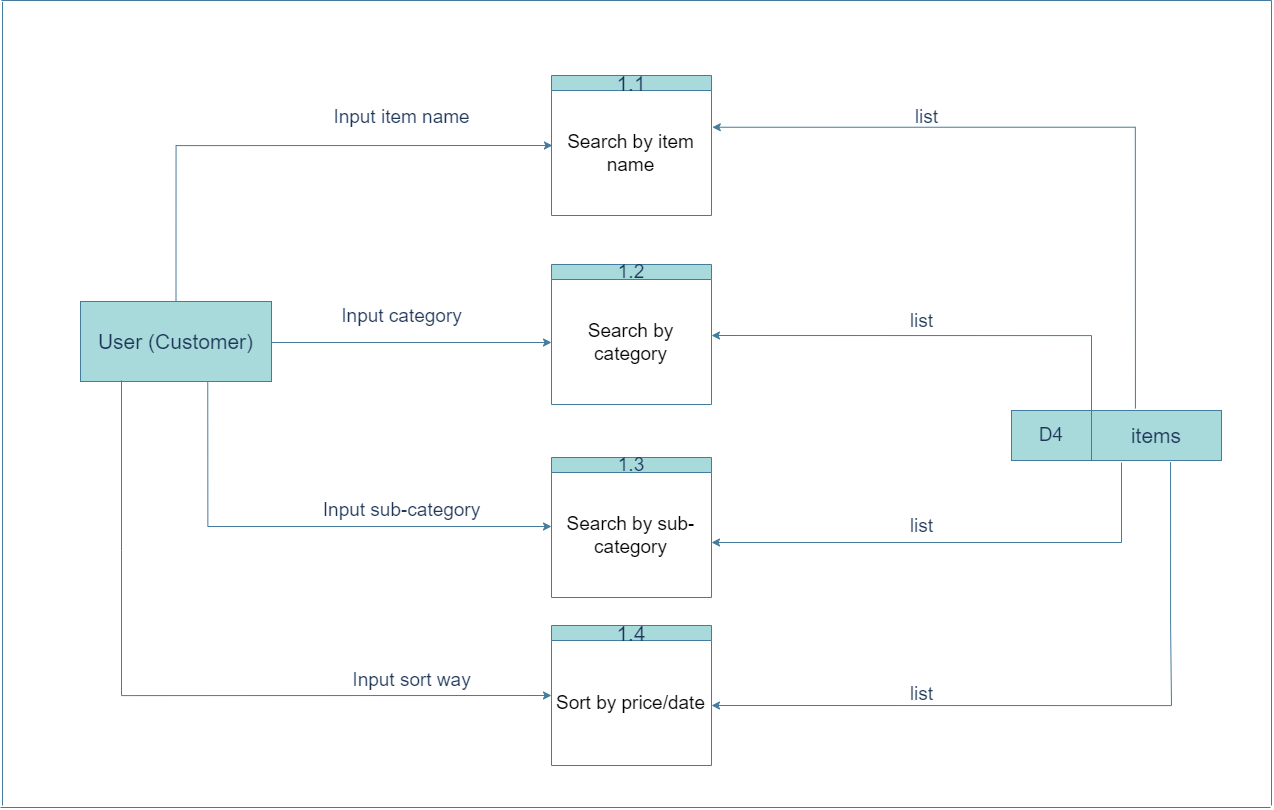 1.1
Input item name
list
Search by item
name
1.2
Input category
list
Search by
category
User (Customer)
D4
items
1.3
Input sub-category
list
Search by sub-
category
1.4
Input sort way
list
Sort by price/date